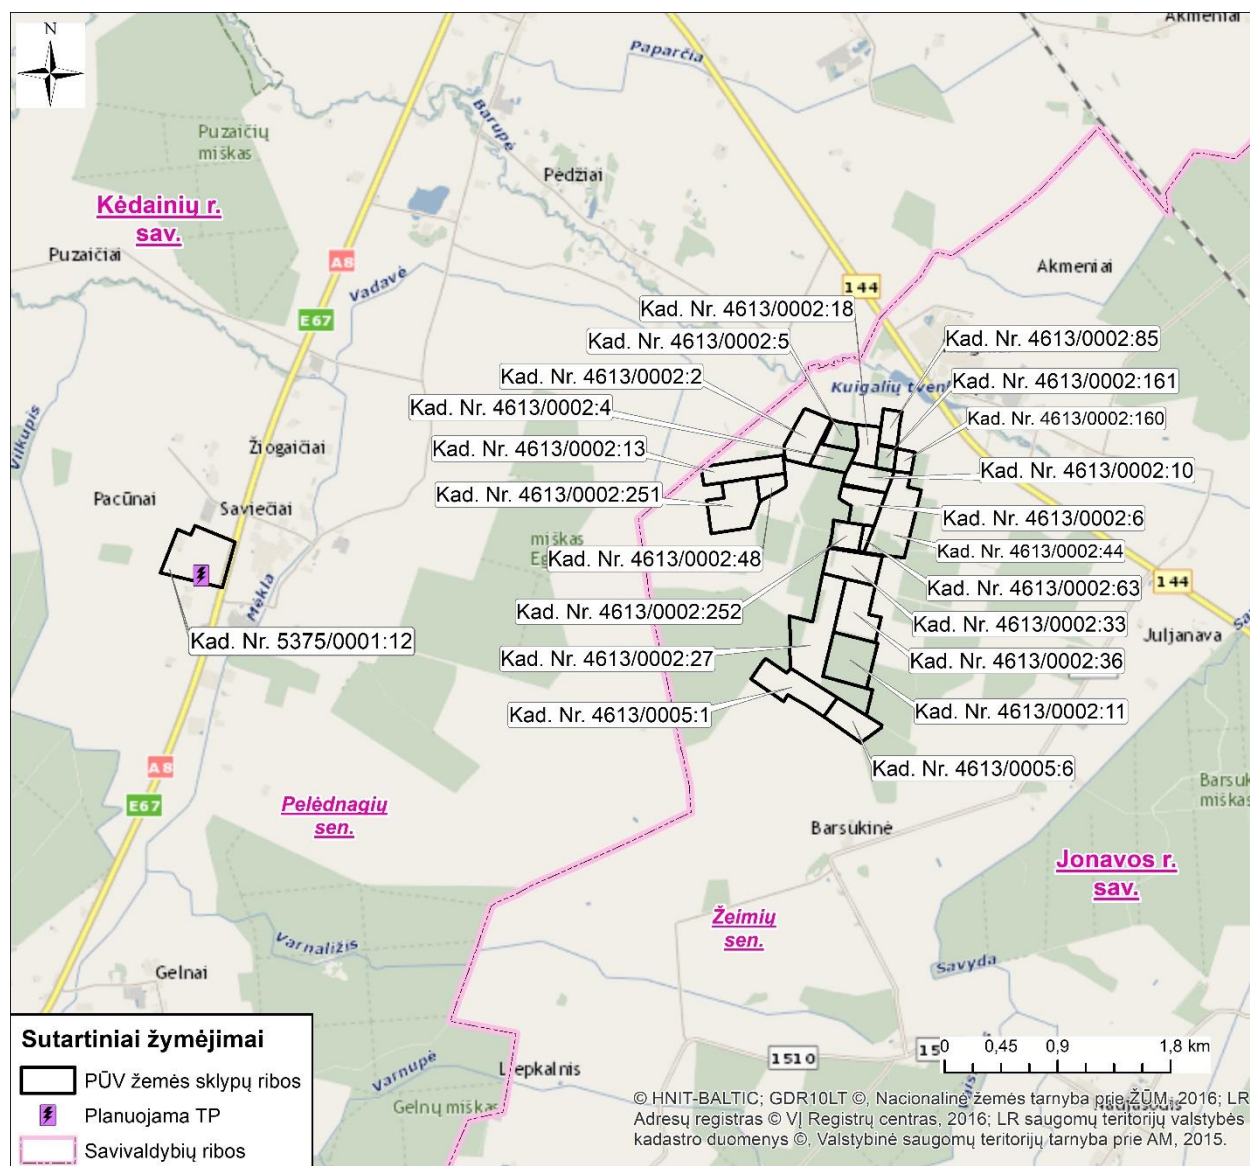 N
Akmeniai
Paparčia
Puzaičių
miškas
Barupė
Pėdžiai
Kėdainių r.
sav.
Puzaičiai
A8
Vadavė
E67
144
Akmeniai
Kad. Nr. 4613/0002:18
Kad. Nr. 4613/0002:5
Kad. Nr. 4613/0002:85
Kad. Nr. 4613/0002:2
Kuigalių
Kad. Nr. 4613/0002:161
Kad. Nr. 4613/0002:4
Kad. Nr. 4613/0002:160
Vilkupis
Žiogaičiai
Kad. Nr. 4613/0002:13
Kad. Nr. 4613/0002:10
Pacūnai
Saviečiai
Kad. Nr. 4613/0002:251
Kad. Nr. 4613/0002:6
miškas
Kad. Nr. 4613/0002:48
Kad. Nr. 4613/0002:44
Mėkla
Kad. Nr. 4613/0002:63
144
Kad. Nr. 4613/0002:252
Kad. Nr. 4613/0002:33
Juljanava
Kad. Nr. 5375/0001:12
Kad. Nr. 4613/0002:27
Kad. Nr. 4613/0002:36
Kad. Nr. 4613/0005:1
Kad. Nr. 4613/0002:11
A8
Kad. Nr. 4613/0005:6
E67
Pelėdnagių
sen.
Barsukinė
miškas
Jonavos r.
sav.
Žeimių
sen.
Varnaližis
Gelnai
Savyda
Sutartiniai žymėjimai
PŪV žemės sklypų ribos
Planuojama TP
Savivaldybių ribos
Varnupė
Gelnų miškas
Liepkalnis
1510
0 0,45 0,9 1,8 km
© HNIT-BALTIC; GDR10LT ©, Nacionalinė žemės tarnyba prie ŽŪM, 2016; LR
Adresų registras © VĮ Registrų centras, 2016; LR saugomų teritorijų valstybės
kadastro duomenys ©, Valstybinė saugomų teritorijų tarnyba prie AM, 2015.